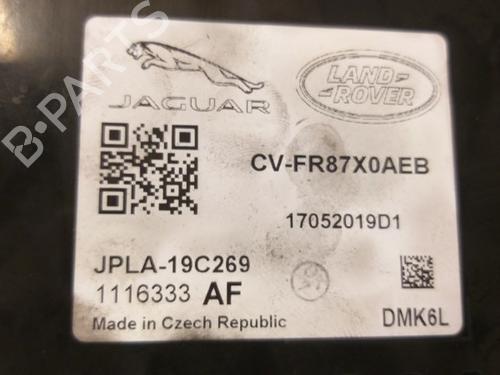 JAGUAR
LAND
ROVER
B-PARTS
CV-FR87X0AEB
17052019D1
JPLA-19C269
1116333 AF
Made in Czech Republic
DMK6L